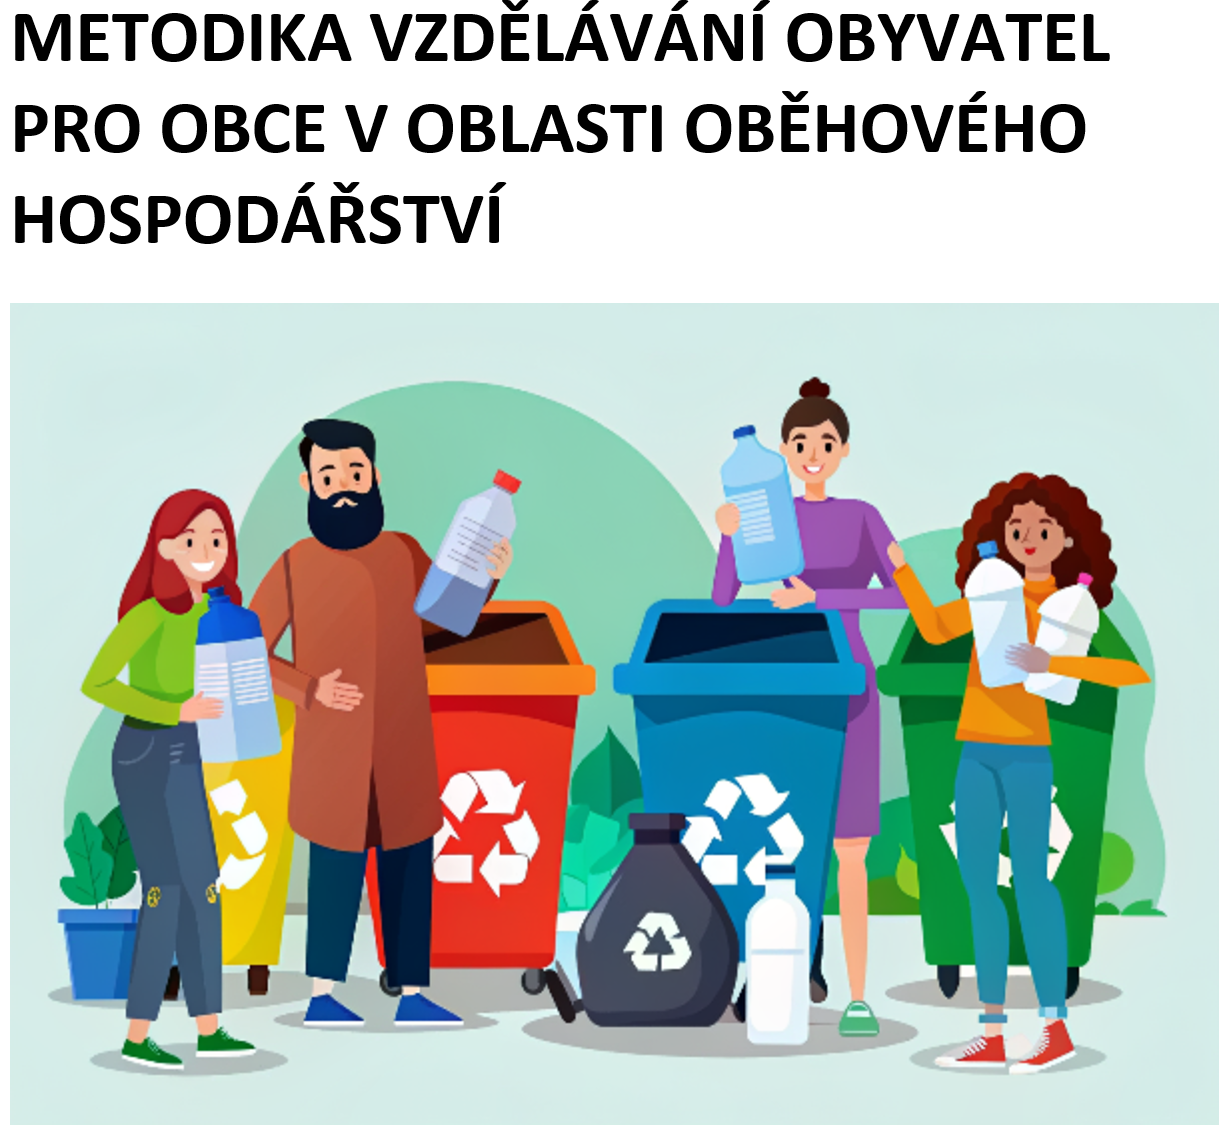 METODIKA VZDĚLÁVÁNÍ OBYVATEL
PRO OBCE V OBLASTI OBĚHOVÉHO
HOSPODÁŘSTVÍ